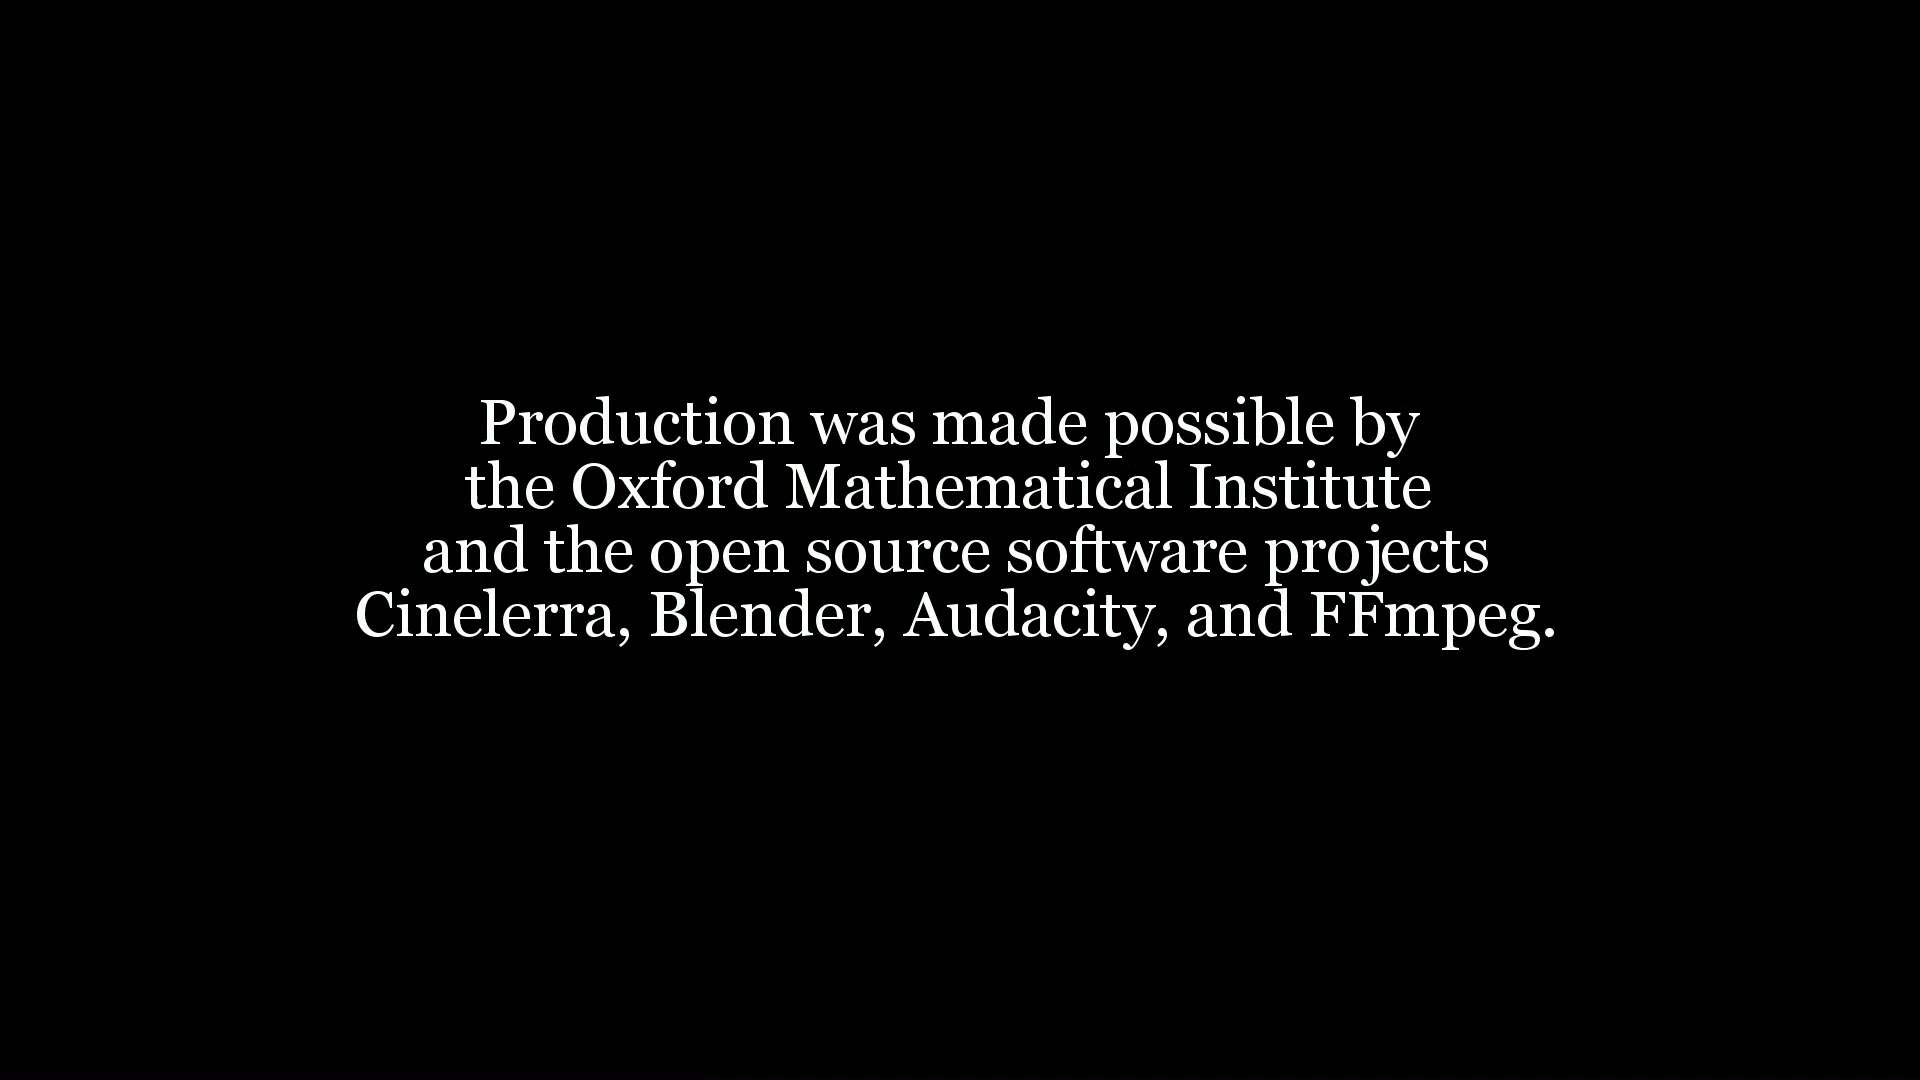 Production was made possible by
the Oxford Mathematical Institute
and the open source software projects
Cinelerra, Blender, Audacity, and FFmpeg.